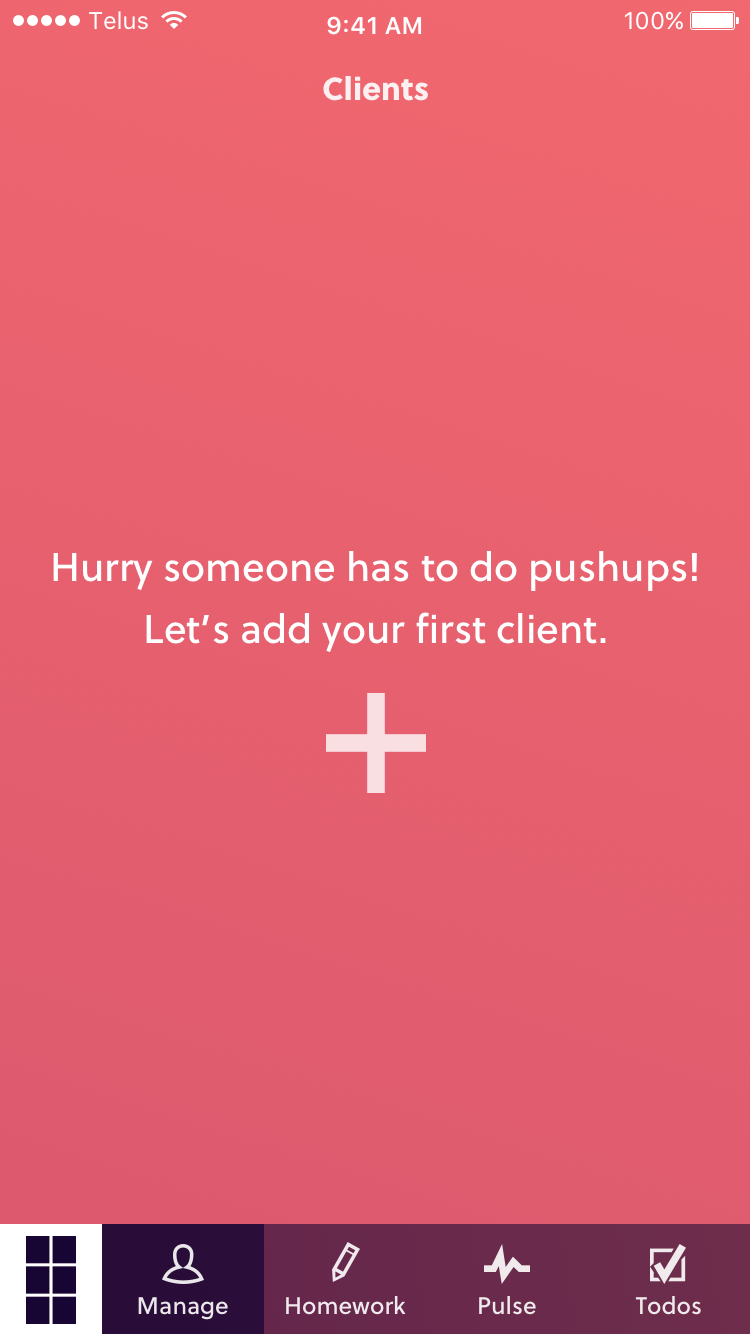 Telus
9:41 AM
100%
Clients
Hurry someone has to do pushups!
Let’s add your first client.
Manage
Homework
Pulse
Todos